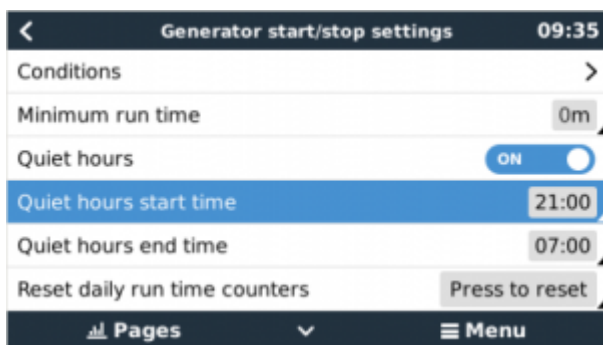 Generator start/stop settings 09:35
Conditions
Minimum run time 0m
Quiet hours ON
Quiet hours start time 21:00
Quiet hours end time 07:00
Reset daily run time counters Press to reset
Pages Menu